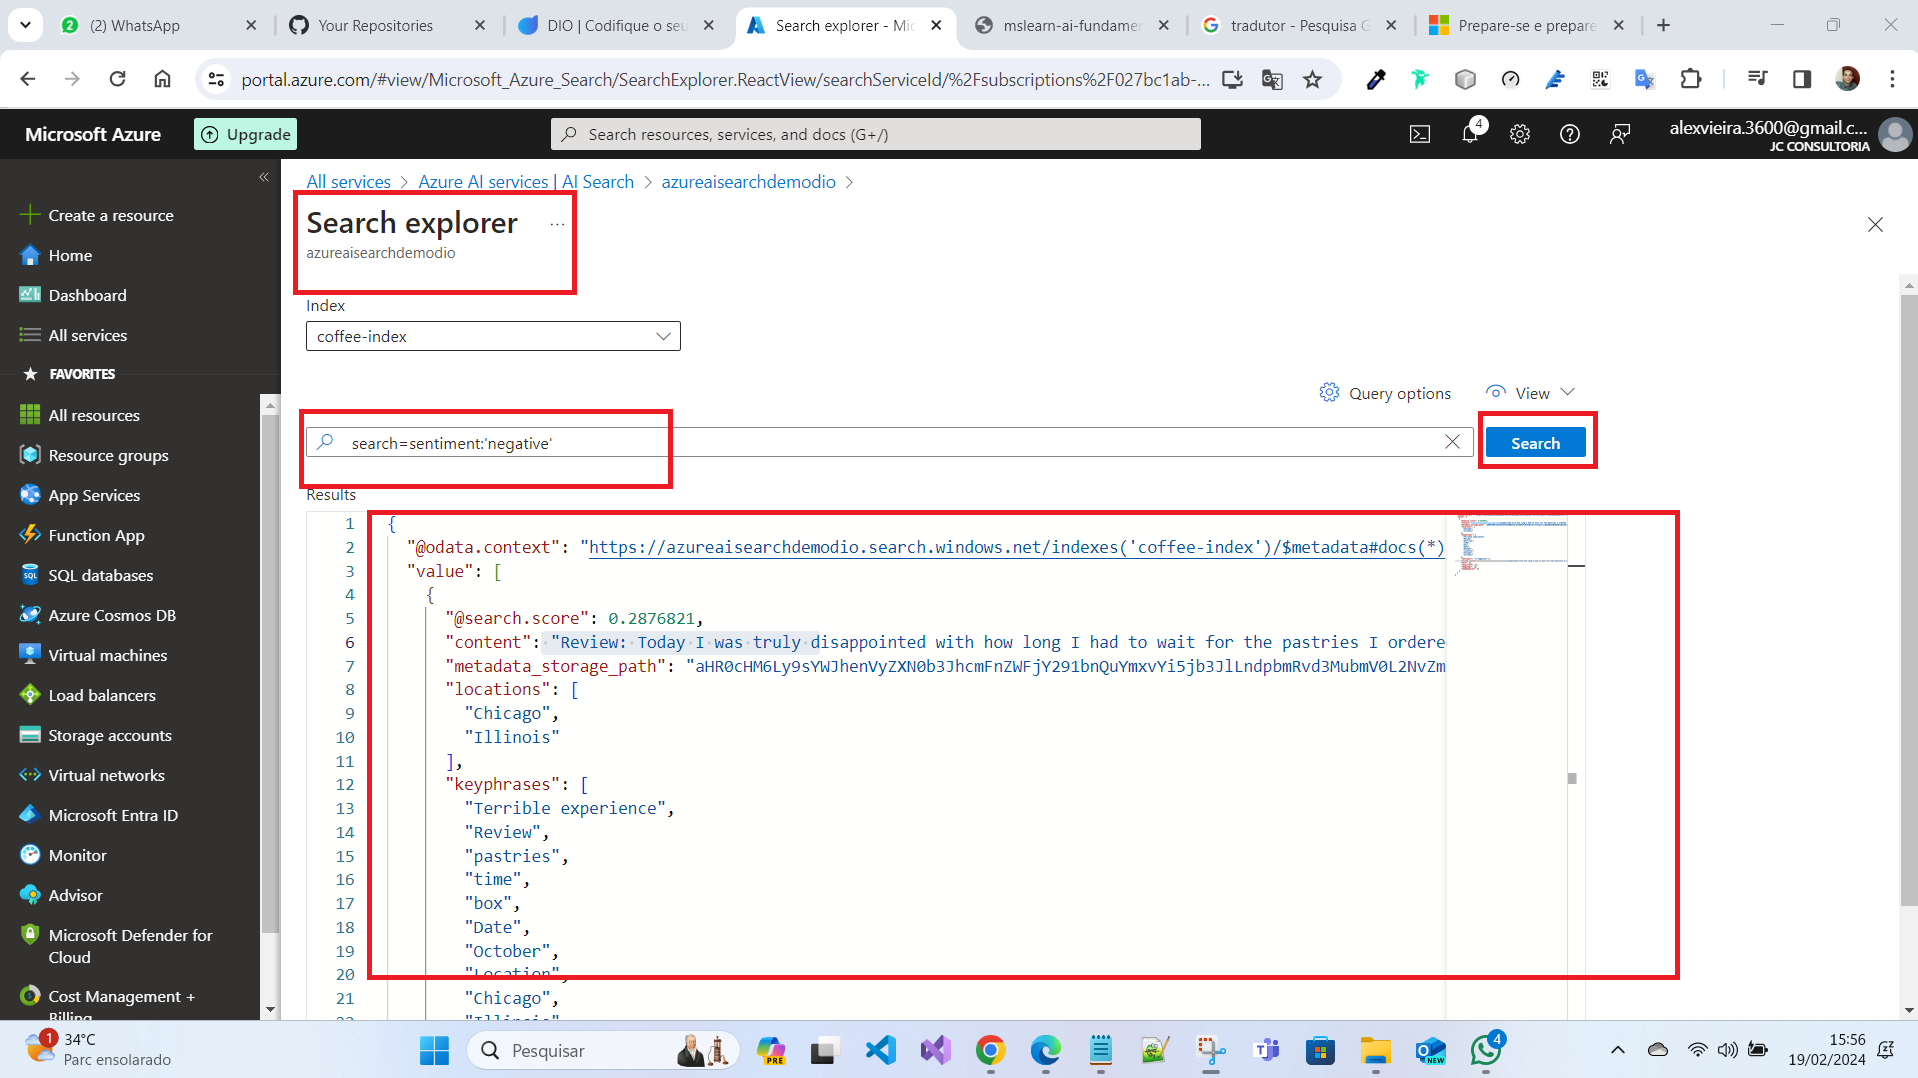 (2) WhatsApp
Your Repositories
DIO | Codifique o seu
Search explorer - Mic
mslearn-ai-fundamen
tradutor - Pesquisa G
Prepare-se e prepare
portal.azure.com/#view/Microsoft_Azure_Search/SearchExplorer.ReactView/searchServiceId/%2Fsubscriptions%2F027bc1ab-...
Microsoft Azure
Upgrade
Search resources, services, and docs (G+/)
4
alexvieira.3600@gmail.c...
JC CONSULTORIA
«
All services > Azure AI services | AI Search > azureaisearchdemodio >
Search explorer ...
azureaisearchdemodio
Create a resource
Home
Dashboard
All services
FAVORITES
All resources
Resource groups
App Services
Function App
SQL databases
Azure Cosmos DB
Virtual machines
Load balancers
Storage accounts
Virtual networks
Microsoft Entra ID
Monitor
Advisor
Microsoft Defender for
Cloud
Cost Management +
Billing
Index
coffee-index
Query options
View
search=sentiment:'negative'
Search
Results
1 {
2 "@odata.context": "https://azureaisearchdemodio.search.windows.net/indexes('coffee-index')/$metadata#docs(*)
3 "value": [
4 {
5 "@search.score": 0.2876821,
6 "content": "Review: Today I was truly disappointed with how long I had to wait for the pastries I ordere
7 "metadata_storage_path": "aHR0cHM6Ly9sYWJhenVyZXN0b3JhcmFnZWFjY291bnQuYmxvYi5jb3JlLndpbmRvd3MubmV0L2NvZm
8 "locations": [
9 "Chicago",
10 "Illinois"
11 ],
12 "keyphrases": [
13 "Terrible experience",
14 "Review",
15 "pastries",
16 "time",
17 "box",
18 "Date",
19 "October",
20 "Location",
21 "Chicago",
22 "Illinois"
1
34°C
Parc ensolarado
Pesquisar
PRE
NEW
4
15:56
19/02/2024